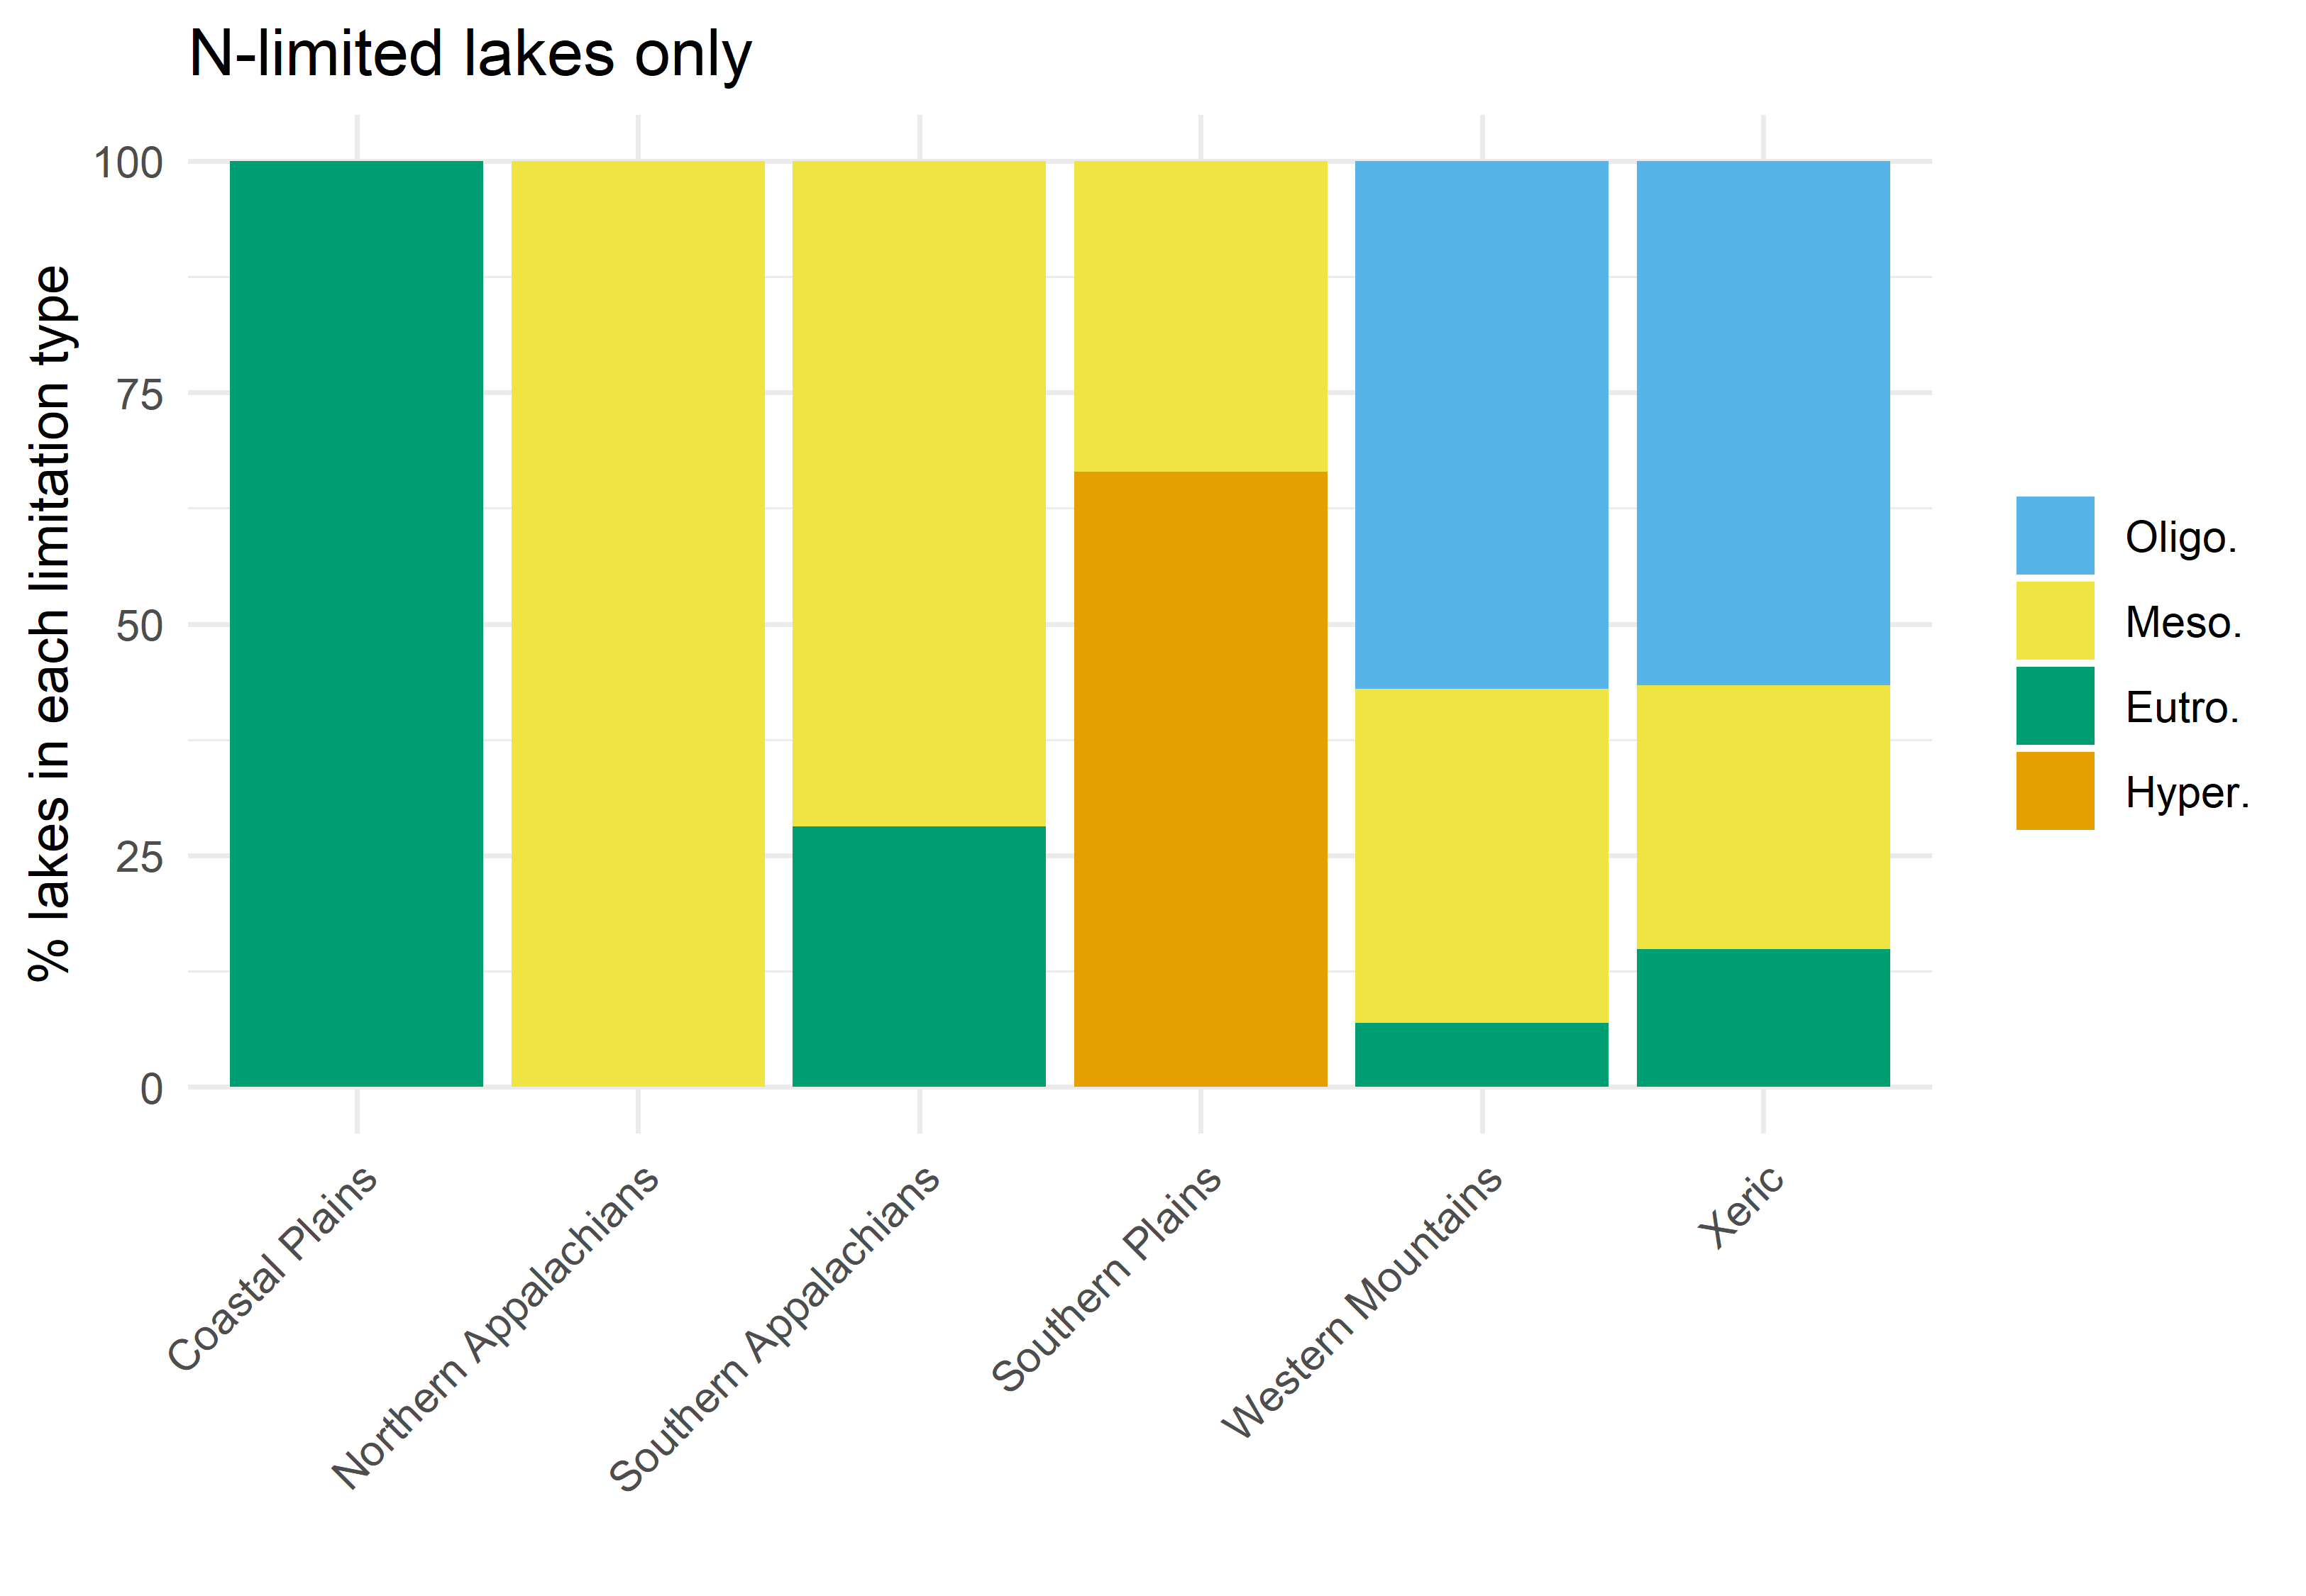 N-limited lakes only
% lakes in each limitation type
100
75
50
25
0
Coastal Plains
Northern Appalachians
Southern Appalachians
Southern Plains
Western Mountains
Xeric
Oligo.
Meso.
Eutro.
Hyper.